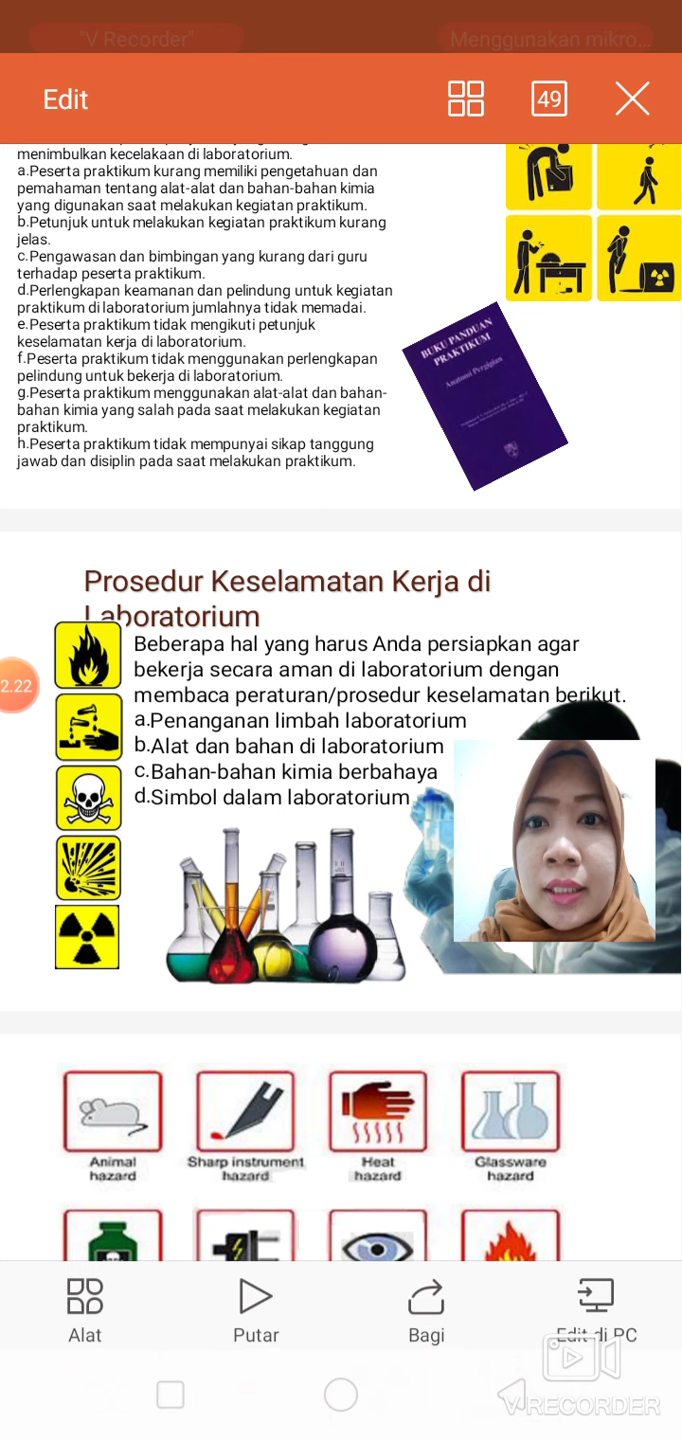 "V Recorder"
Menggunakan mikro...
Edit
49
menimbulkan kecelakaan di laboratorium.
a.Peserta praktikum kurang memiliki pengetahuan dan
pemahaman tentang alat-alat dan bahan-bahan kimia
yang digunakan saat melakukan kegiatan praktikum.
b.Petunjuk untuk melakukan kegiatan praktikum kurang
jelas.
c.Pengawasan dan bimbingan yang kurang dari guru
terhadap peserta praktikum.
d.Perlengkapan keamanan dan pelindung untuk kegiatan
praktikum di laboratorium jumlahnya tidak memadai.
e.Peserta praktikum tidak mengikuti petunjuk
keselamatan kerja di laboratorium.
f.Peserta praktikum tidak menggunakan perlengkapan
pelindung untuk bekerja di laboratorium.
g.Peserta praktikum menggunakan alat-alat dan bahan-
bahan kimia yang salah pada saat melakukan kegiatan
praktikum.
h.Peserta praktikum tidak mempunyai sikap tanggung
jawab dan disiplin pada saat melakukan praktikum.
BUKU PANDUAN
PRAKTIKUM
Anatomi Pergigian
Prosedur Keselamatan Kerja di
Laboratorium
2.22
Beberapa hal yang harus Anda persiapkan agar
bekerja secara aman di laboratorium dengan
membaca peraturan/prosedur keselamatan berikut.
a.Penanganan limbah laboratorium
b.Alat dan bahan di laboratorium
c.Bahan-bahan kimia berbahaya
d.Simbol dalam laboratorium
Animal
hazard
Sharp instrument
hazard
Heat
hazard
Glassware
hazard
Alat
Putar
Bagi
Edit di PC
VRECORDER